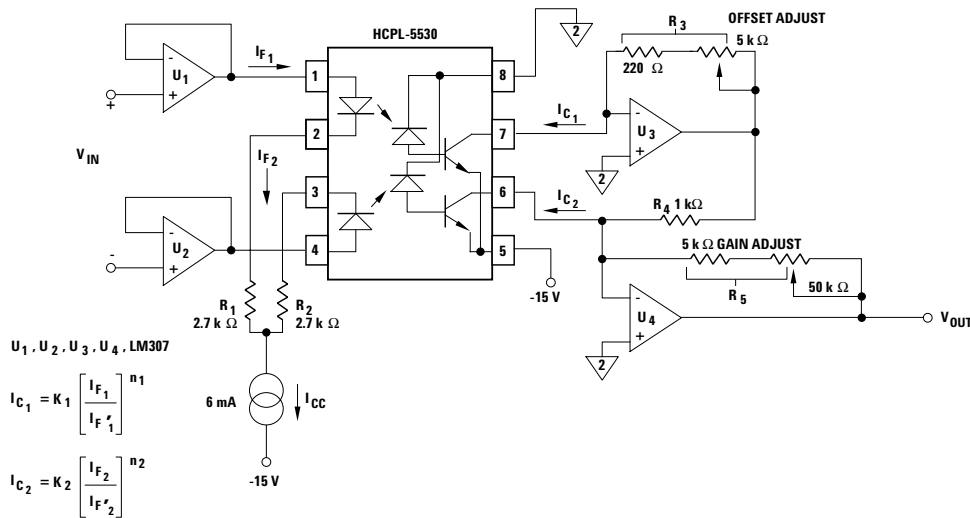 HCPL-5530
OFFSET ADJUST
R3
5 kΩ
220 Ω
2
IF1
1
8
U1
-
+
+
IC1
2
7
U3
-
+
2
VIN
IF2
3
6
IC2
R4 1 kΩ
U2
-
+
-
4
5
-15 V
5 kΩ GAIN ADJUST
R5
50 kΩ
R1
2.7 k Ω
R2
2.7 k Ω
U4
-
+
2
VOUT
U1 , U2 , U3 , U4 , LM307
6 mA
ICC
-15 V
IC1 = K1 [IF1 / IF'1] n1
IC2 = K2 [IF2 / IF'2] n2